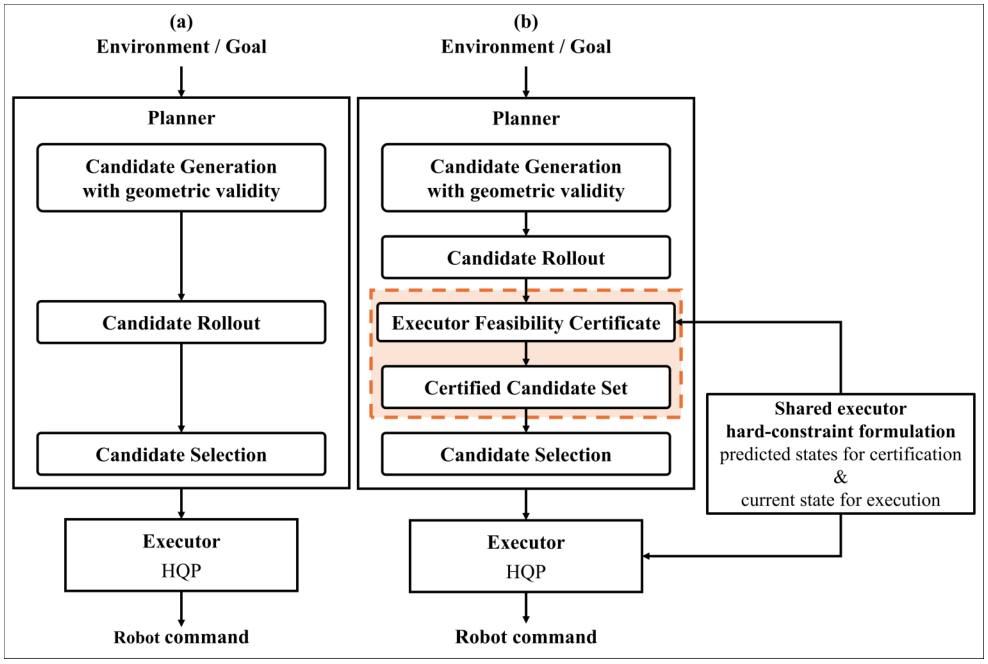 (a)
Environment / Goal
Planner
Candidate Generation
with geometric validity
Candidate Rollout
Candidate Selection
Executor
HQP
Robot command
(b)
Environment / Goal
Planner
Candidate Generation
with geometric validity
Candidate Rollout
Executor Feasibility Certificate
Certified Candidate Set
Candidate Selection
Executor
HQP
Robot command
Shared executor
hard-constraint formulation
predicted states for certification
&
current state for execution